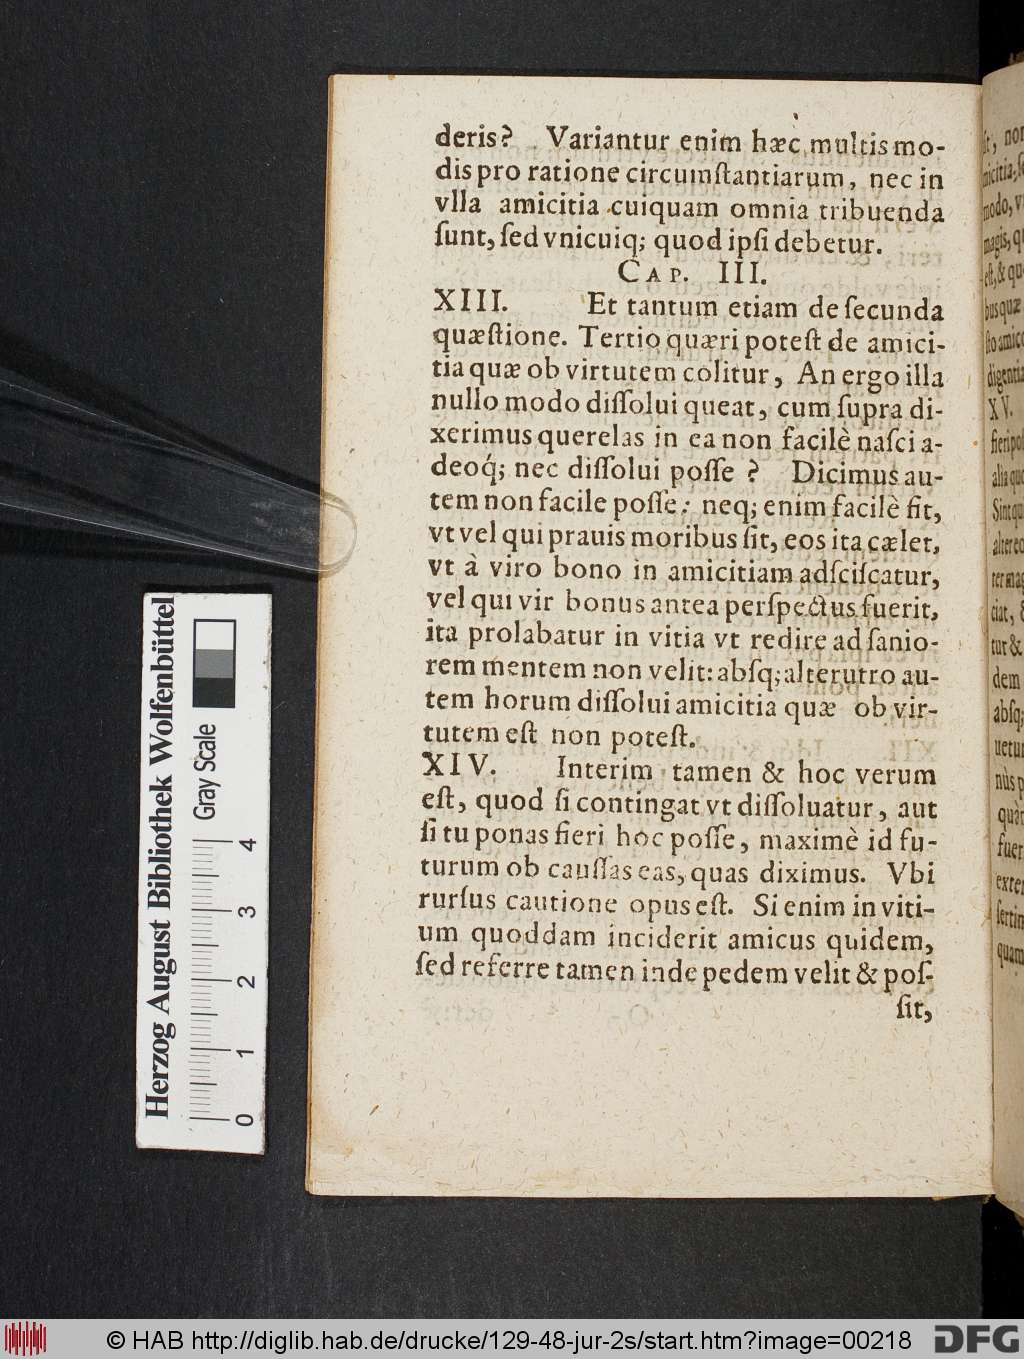 deris? Variantur enim hæc multis mo-
dis pro ratione circumſtantiarum, nec in
vlla amicitia cuiquam omnia tribuenda
ſunt, ſed vnicuiq; quod ipſi debetur.
CAP. III.
XIII. Et tantum etiam de ſecunda
quæſtione. Tertio quæri poteſt de amici-
tia quæ ob virtutem colitur, An ergo illa
nullo modo diſſolui queat, cum ſupra di-
xerimus querelas in ea non facilè naſci a-
deoq́; nec diſſolui poſſe? Dicimus au-
tem non facile poſſe: neq; enim facilè fit,
vt vel qui prauis moribus ſit, eos ita cælet,
vt à viro bono in amicitiam adſciſcatur,
vel qui vir bonus antea perſpectus fuerit,
ita prolabatur in vitia vt redire ad ſanio-
rem mentem non velit: abſq; alterutro au-
tem horum diſſolui amicitia quæ ob vir-
tutem eſt non poteſt.
XIV. Interim tamen & hoc verum
eſt, quod ſi contingat vt diſſoluatur, aut
ſi tu ponas fieri hoc poſſe, maximè id fu-
turum ob cauſſas eas, quas diximus. Vbi
rurſus cautione opus eſt. Si enim in viti-
um quoddam inciderit amicus quidem,
ſed referre tamen inde pedem velit & poſ-
ſit,
Herzog August Bibliothek Wolfenbüttel
Gray Scale
0 1 2 3 4
© HAB http://diglib.hab.de/drucke/129-48-jur-2s/start.htm?image=00218
DFG